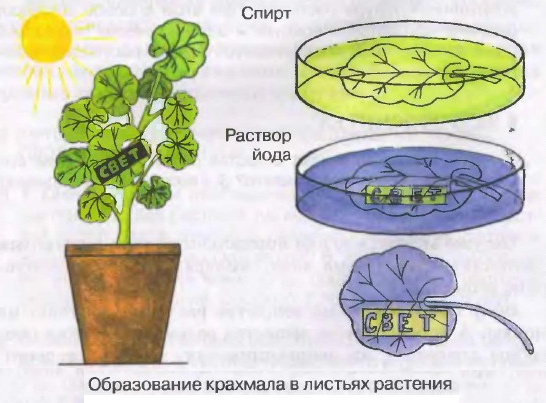 Спирт
Раствор
йода
СВЕТ
СВЕТ
СВЕТ
Образование крахмала в листьях растения